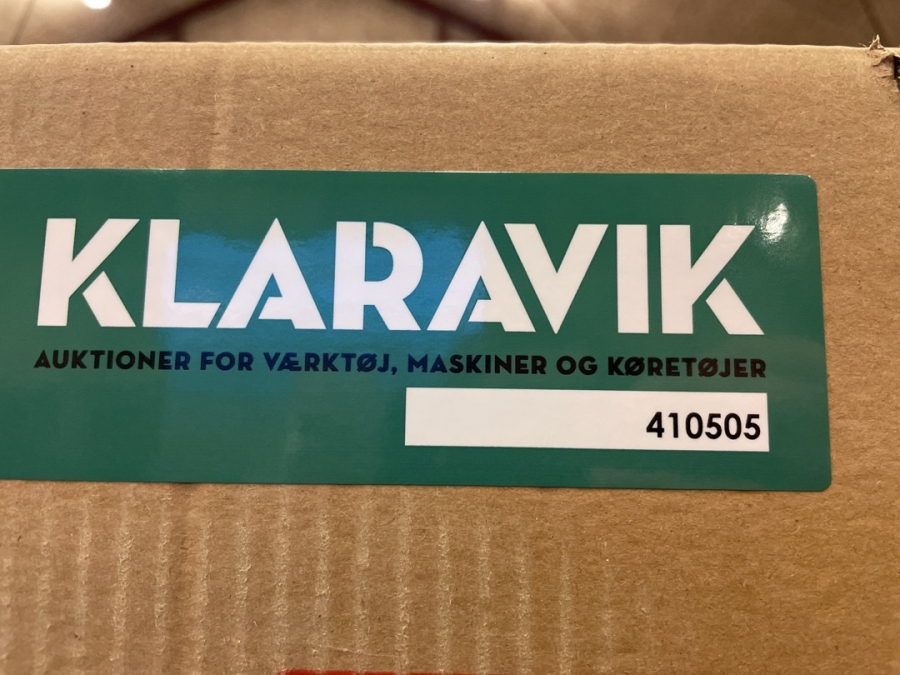 KLARAVIK
AUKTIONER FOR VÆRKTØJ, MASKINER OG KØRETØJER
410505